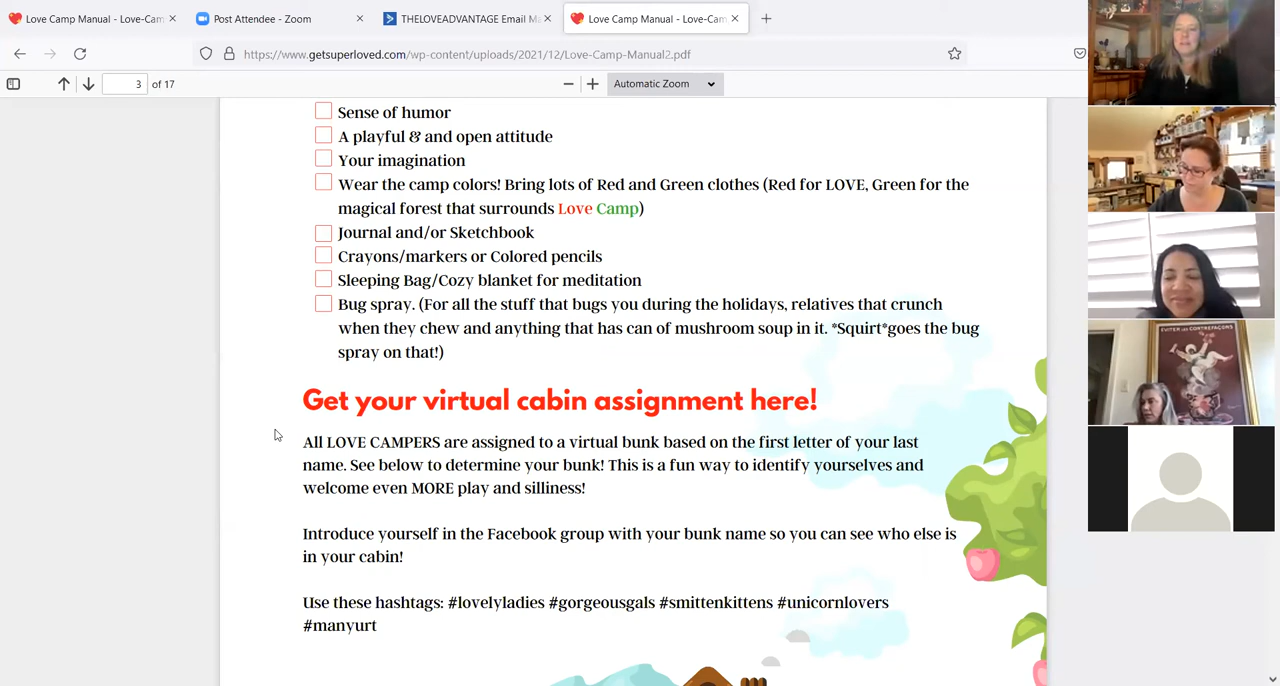 Love Camp Manual - Love-Cam
Post Attendee - Zoom
THELOVEADVANTAGE Email Ma
Love Camp Manual - Love-Cam
https://www.getsuperloved.com/wp-content/uploads/2021/12/Love-Camp-Manual2.pdf
3 of 17
Automatic Zoom
Sense of humor
A playful & and open attitude
Your imagination
Wear the camp colors! Bring lots of Red and Green clothes (Red for LOVE, Green for the
magical forest that surrounds Love Camp)
Journal and/or Sketchbook
Crayons/markers or Colored pencils
Sleeping Bag/Cozy blanket for meditation
Bug spray. (For all the stuff that bugs you during the holidays, relatives that crunch
when they chew and anything that has can of mushroom soup in it. *Squirt*goes the bug
spray on that!)
Get your virtual cabin assignment here!
All LOVE CAMPERS are assigned to a virtual bunk based on the first letter of your last
name. See below to determine your bunk! This is a fun way to identify yourselves and
welcome even MORE play and silliness!
Introduce yourself in the Facebook group with your bunk name so you can see who else is
in your cabin!
Use these hashtags: #lovelyladies #gorgeousgals #smittenkittens #unicornlovers
#manyurt
EVITER LES CONTREFAÇONS